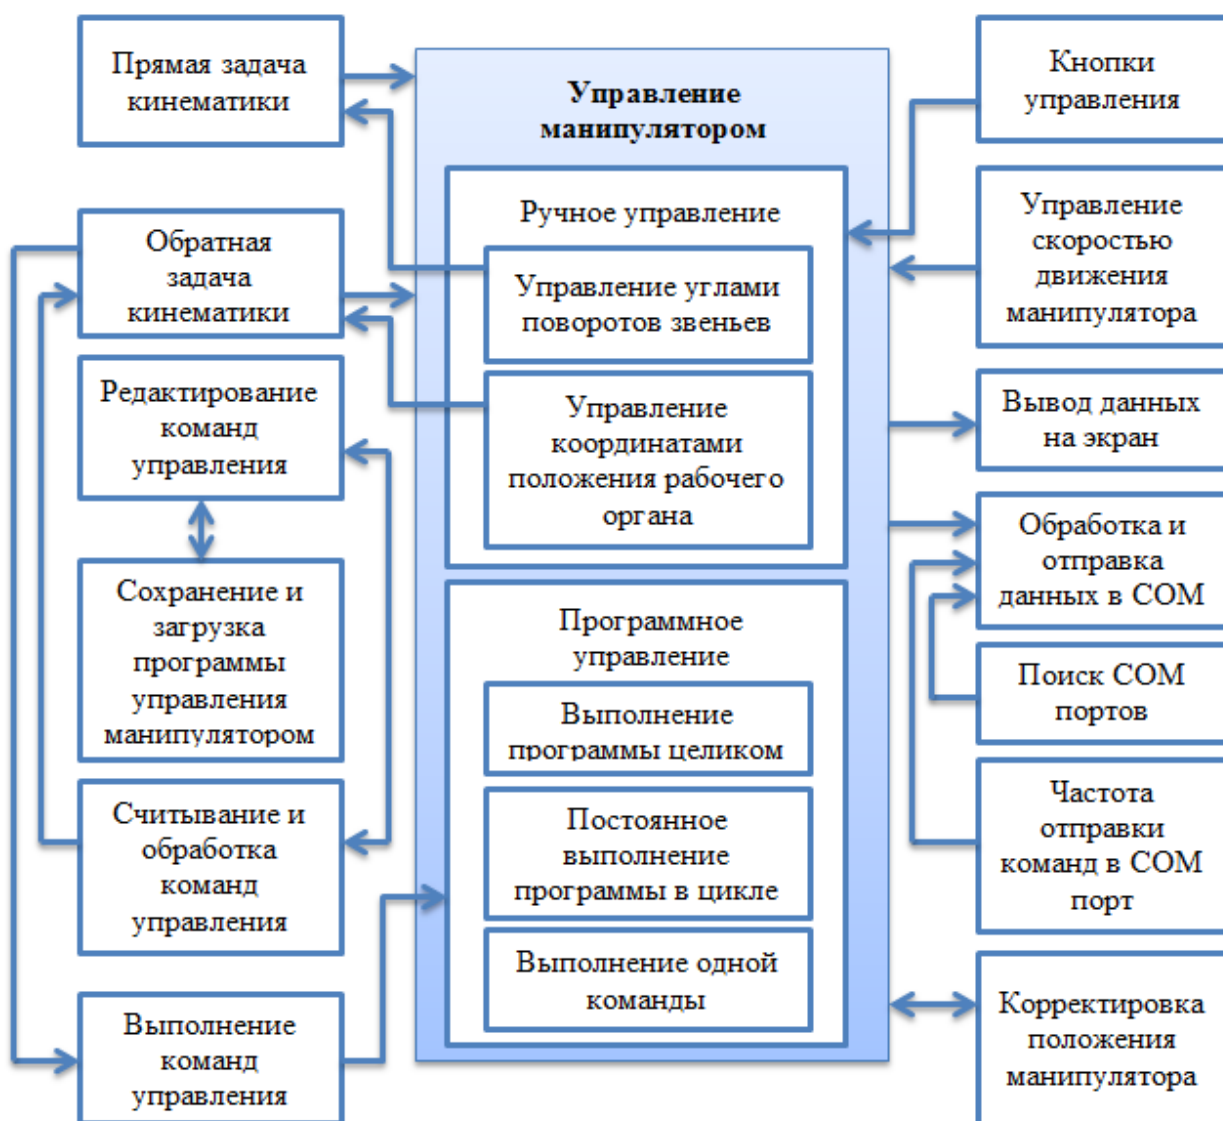 Прямая задача
кинематики
Обратная
задача
кинематики
Редактирование
команд
управления
Сохранение и
загрузка
программы
управления
манипулятором
Считывание и
обработка
команд
управления
Выполнение
команд
управления
Управление
манипулятором
Ручное управление
Управление углами
поворотов звеньев
Управление
координатами
положения рабочего
органа
Программное
управление
Выполнение
программы целиком
Постоянное
выполнение
программы в цикле
Выполнение одной
команды
Кнопки
управления
Управление
скоростью
движения
манипулятора
Вывод данных
на экран
Обработка и
отправка
данных в COM
Поиск COM
портов
Частота
отправки
команд в COM
порт
Корректировка
положения
манипулятора